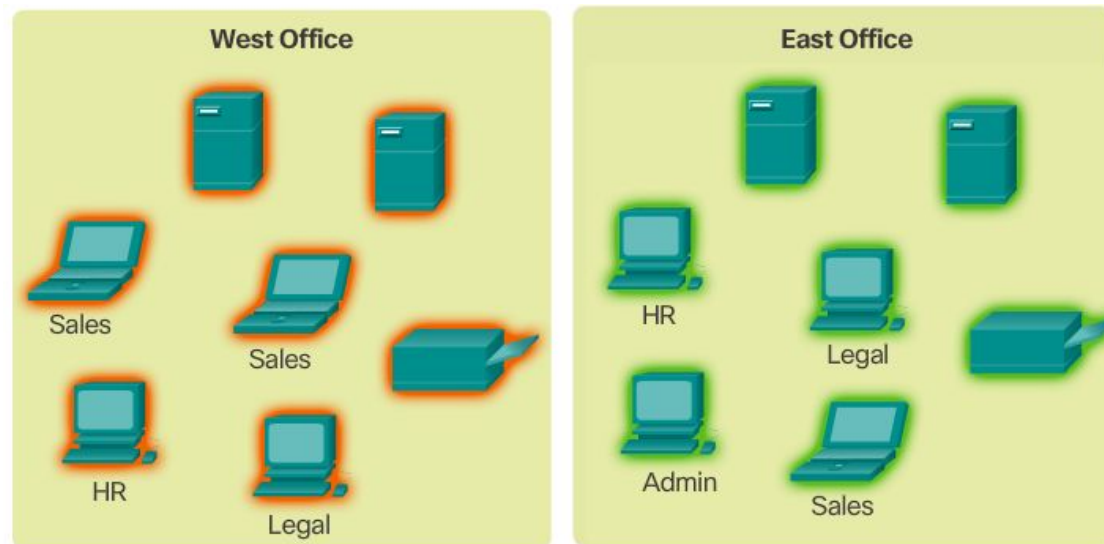 West Office
Sales
Sales
HR
Legal
East Office
HR
Legal
Admin
Sales